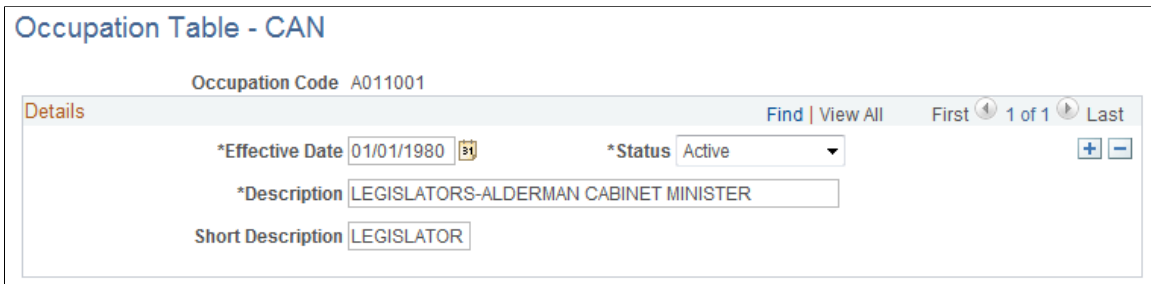 Occupation Table - CAN
Occupation Code A011001
Details Find | View All First 1 of 1 Last
*Effective Date 01/01/1980 31 *Status Active
*Description LEGISLATORS-ALDERMAN CABINET MINISTER
Short Description LEGISLATOR